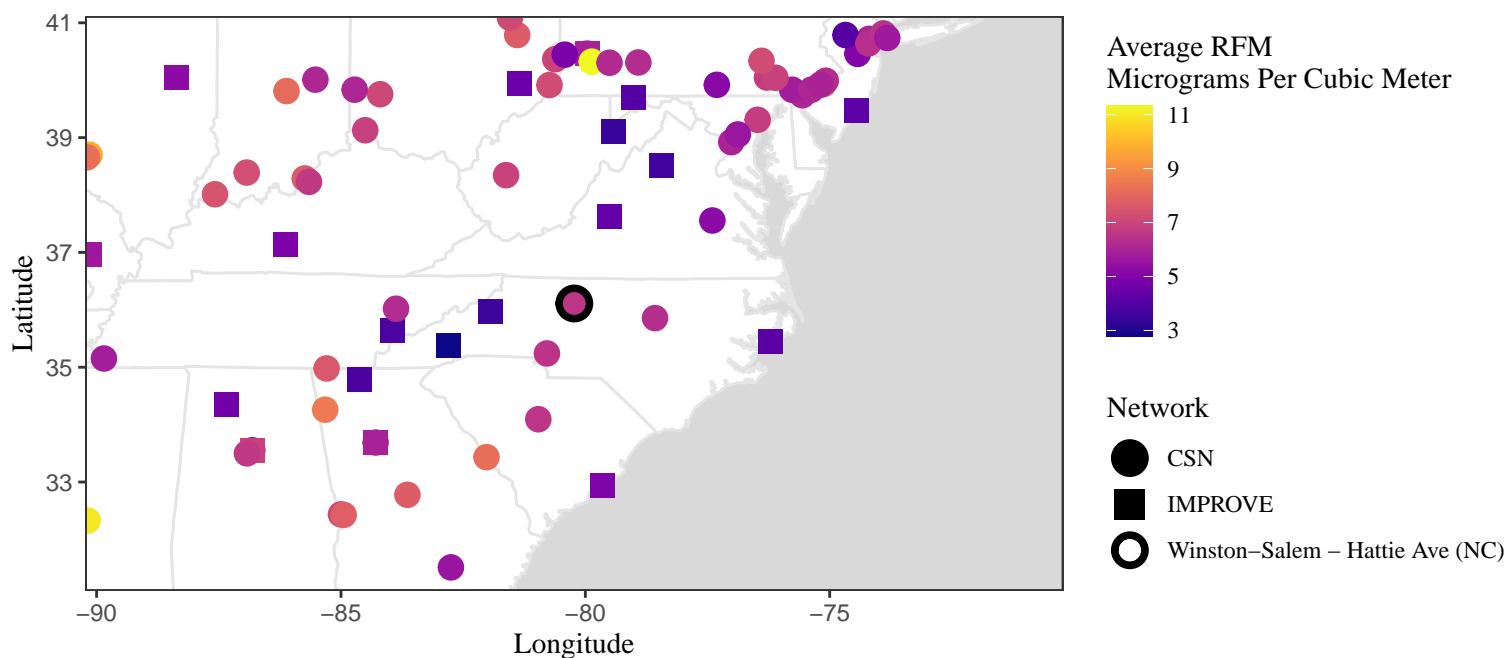 41
39
37
35
33
Latitude
−90
−85
−80
−75
Longitude
Average RFM
Micrograms Per Cubic Meter
11
9
7
5
3
Network
CSN
IMPROVE
Winston−Salem − Hattie Ave (NC)